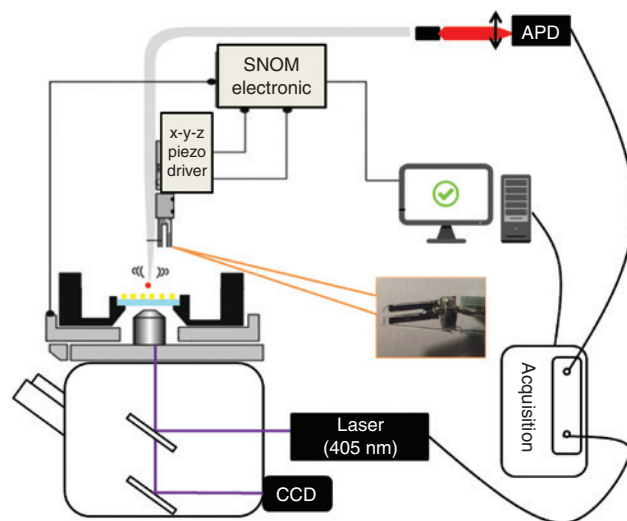 APD
SNOM
electronic
x-y-z
piezo
driver
Laser
(405 nm)
CCD
Acquisition